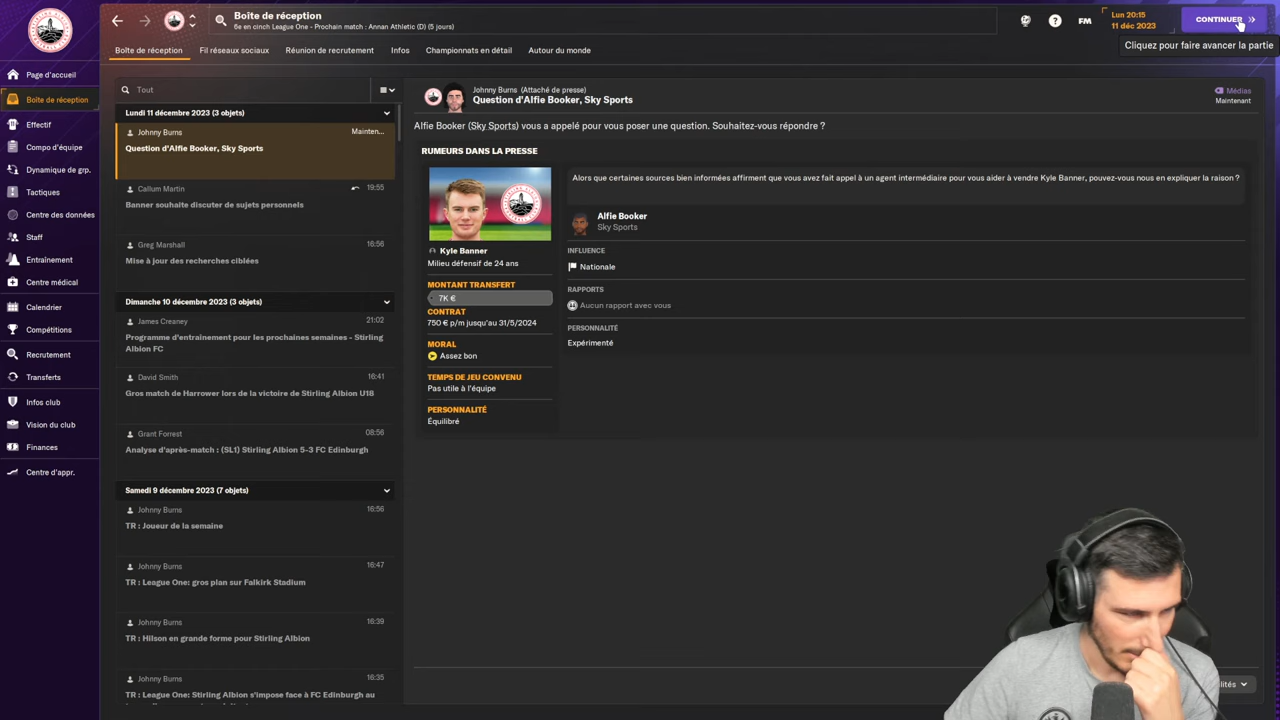 Boîte de réception
6e en cinch League One - Prochain match : Annan Athletic (D) (5 jours)
FM
Lun 20:15
11 déc 2023
CONTINUER
Cliquez pour faire avancer la partie
Boîte de réception
Fil réseaux sociaux
Réunion de recrutement
Infos
Championnats en détail
Autour du monde
Page d'accueil
Boîte de réception
Effectif
Compo d'équipe
Dynamique de grp.
Tactiques
Centre des données
Staff
Entraînement
Centre médical
Calendrier
Compétitions
Recrutement
Transferts
Infos club
Vision du club
Finances
Centre d'appr.
Tout
Lundi 11 décembre 2023 (3 objets)
Johnny Burns
Mainten...
Question d'Alfie Booker, Sky Sports
Callum Martin
19:55
Banner souhaite discuter de sujets personnels
Greg Marshall
16:56
Mise à jour des recherches ciblées
Dimanche 10 décembre 2023 (3 objets)
James Creaney
21:02
Programme d'entraînement pour les prochaines semaines - Stirling
Albion FC
David Smith
16:41
Gros match de Harrower lors de la victoire de Stirling Albion U18
Grant Forrest
08:56
Analyse d'après-match : (SL1) Stirling Albion 5-3 FC Edinburgh
Samedi 9 décembre 2023 (7 objets)
Johnny Burns
16:56
TR : Joueur de la semaine
Johnny Burns
16:47
TR : League One: gros plan sur Falkirk Stadium
Johnny Burns
16:39
TR : Hilson en grande forme pour Stirling Albion
Johnny Burns
16:35
TR : League One: Stirling Albion s'impose face à FC Edinburgh au
Johnny Burns (Attaché de presse)
Question d'Alfie Booker, Sky Sports
Médias
Maintenant
Alfie Booker (Sky Sports) vous a appelé pour vous poser une question. Souhaitez-vous répondre ?
RUMEURS DANS LA PRESSE
Kyle Banner
Milieu défensif de 24 ans
MONTANT TRANSFERT
7K €
CONTRAT
750 € p/m jusqu'au 31/5/2024
MORAL
Assez bon
TEMPS DE JEU CONVENU
Pas utile à l'équipe
PERSONNALITÉ
Équilibré
Alors que certaines sources bien informées affirment que vous avez fait appel à un agent intermédiaire pour vous aider à vendre Kyle Banner, pouvez-vous nous en expliquer la raison ?
Alfie Booker
Sky Sports
INFLUENCE
Nationale
RAPPORTS
Aucun rapport avec vous
PERSONNALITÉ
Expérimenté